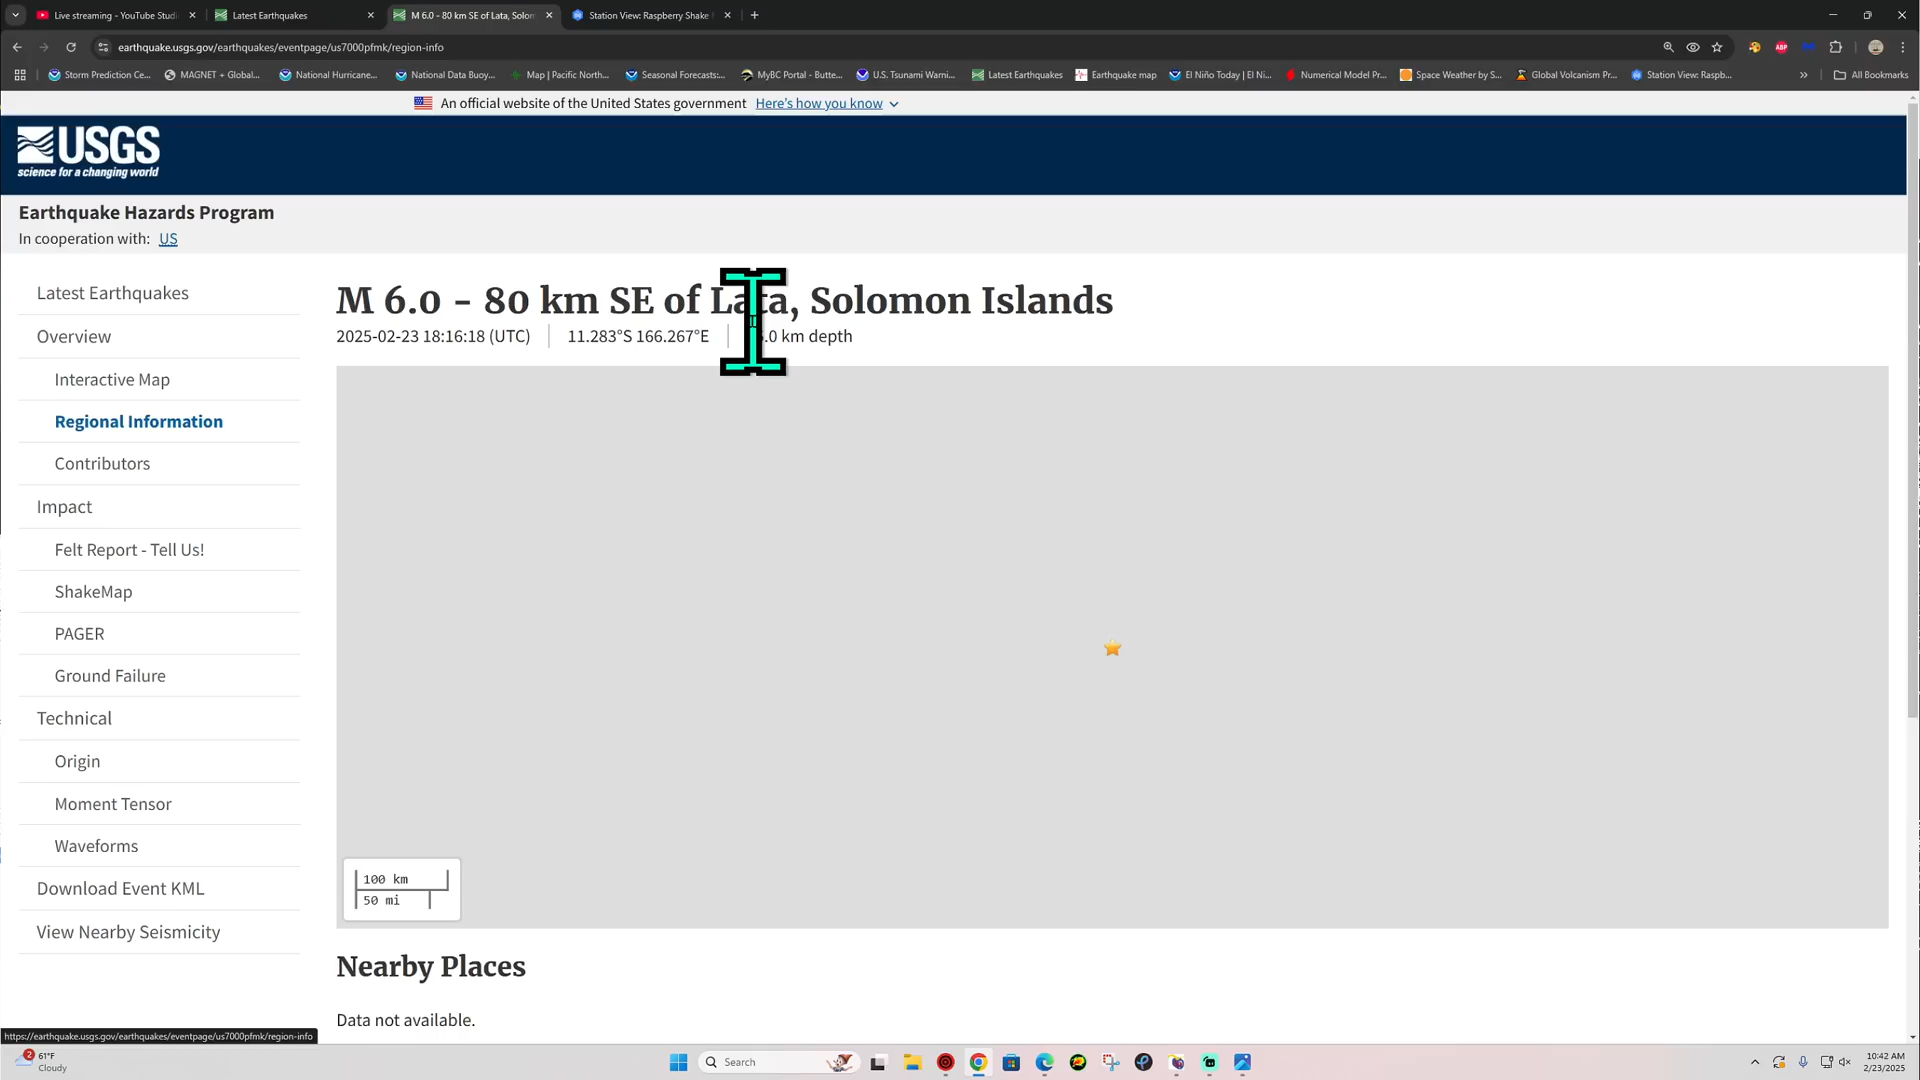 Live streaming - YouTube Studi
Latest Earthquakes
M 6.0 - 80 km SE of Lata, Solon
Station View: Raspberry Shake
earthquake.usgs.gov/earthquakes/eventpage/us7000pfmk/region-info
Storm Prediction Ce...
MAGNET + Global...
National Hurricane...
National Data Buoy...
Map | Pacific North...
Seasonal Forecasts:...
MyBC Portal - Butte...
U.S. Tsunami Warni...
Latest Earthquakes
Earthquake map
El Niño Today | El Ni...
Numerical Model Pr...
Space Weather by S...
Global Volcanism Pr...
Station View: Raspb...
All Bookmarks
An official website of the United States government Here's how you know
USGS
science for a changing world
Earthquake Hazards Program
In cooperation with: US
Latest Earthquakes
Overview
Interactive Map
Regional Information
Contributors
Impact
Felt Report - Tell Us!
ShakeMap
PAGER
Ground Failure
Technical
Origin
Moment Tensor
Waveforms
Download Event KML
View Nearby Seismicity
M 6.0 - 80 km SE of Lata, Solomon Islands
2025-02-23 18:16:18 (UTC)
11.283°S 166.267°E
.0 km depth
100 km
50 mi
Nearby Places
Data not available.
https://earthquake.usgs.gov/earthquakes/eventpage/us7000pfmk/region-info
2
61°F
Cloudy
Search
10:42 AM
2/23/2025
ABP